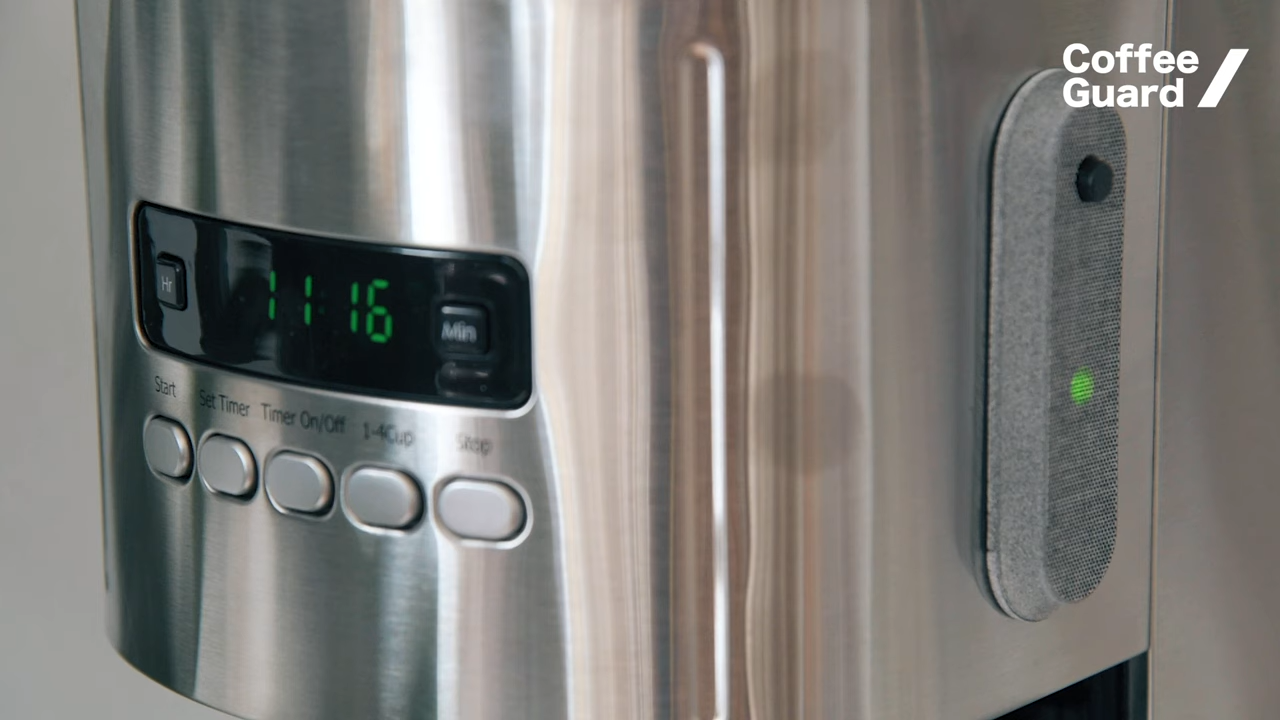 Coffee
Guard
Hr
11:16
Min
Start
Set Timer
Timer On/Off
1-4Cup
Stop